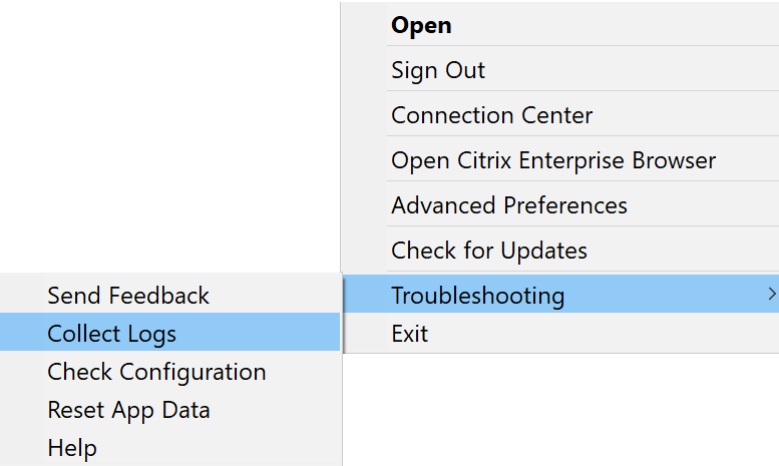 Open
Sign Out
Connection Center
Open Citrix Enterprise Browser
Advanced Preferences
Check for Updates
Troubleshooting
Exit
Send Feedback
Collect Logs
Check Configuration
Reset App Data
Help